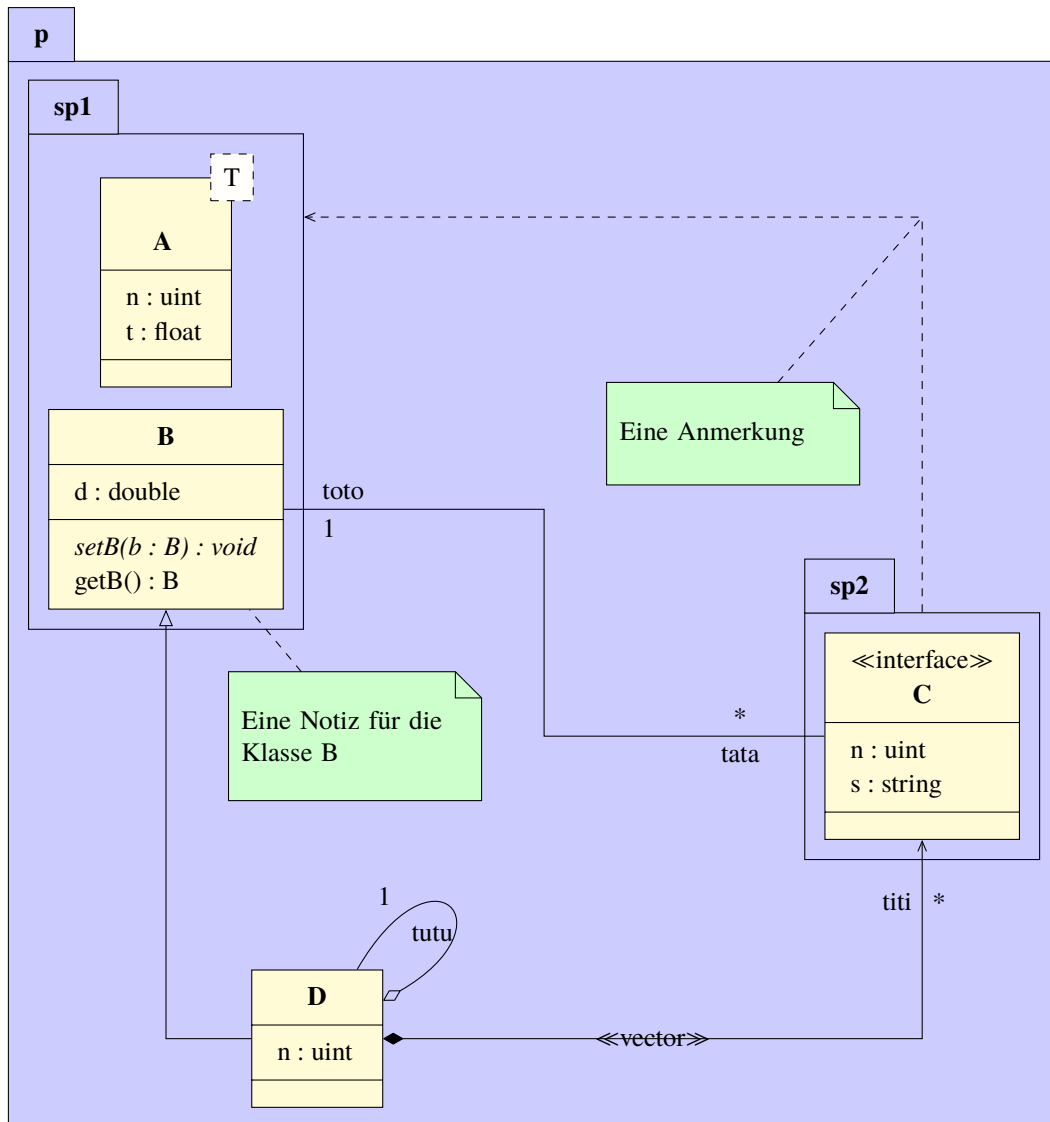 p
sp1
T
A
n : uint
t : float
B
d : double
setB(b : B) : void
getB() : B
toto
1
Eine Anmerkung
sp2
≪interface≫
C
n : uint
s : string
*
tata
Eine Notiz für die
Klasse B
titi
*
1
tutu
D
n : uint
≪vector≫